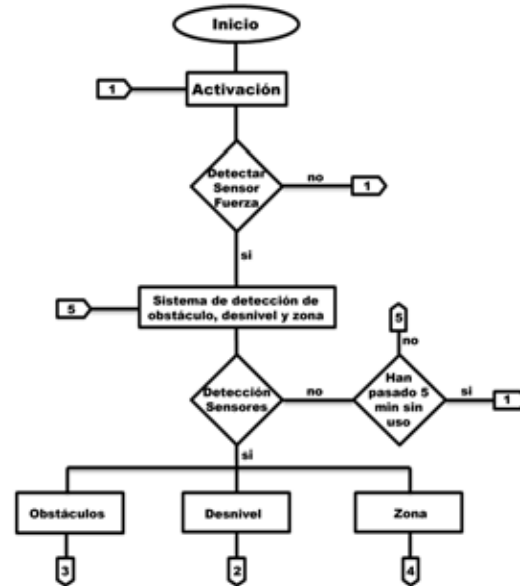 Inicio
1
Activación
Detectar
Sensor
Fuerza
no
1
si
5
Sistema de detección de
obstáculo, desnivel y zona
5
no
Detección
Sensores
no
Han
pasado 5
min sin
uso
si
1
si
Obstáculos
Desnivel
Zona
3
2
4